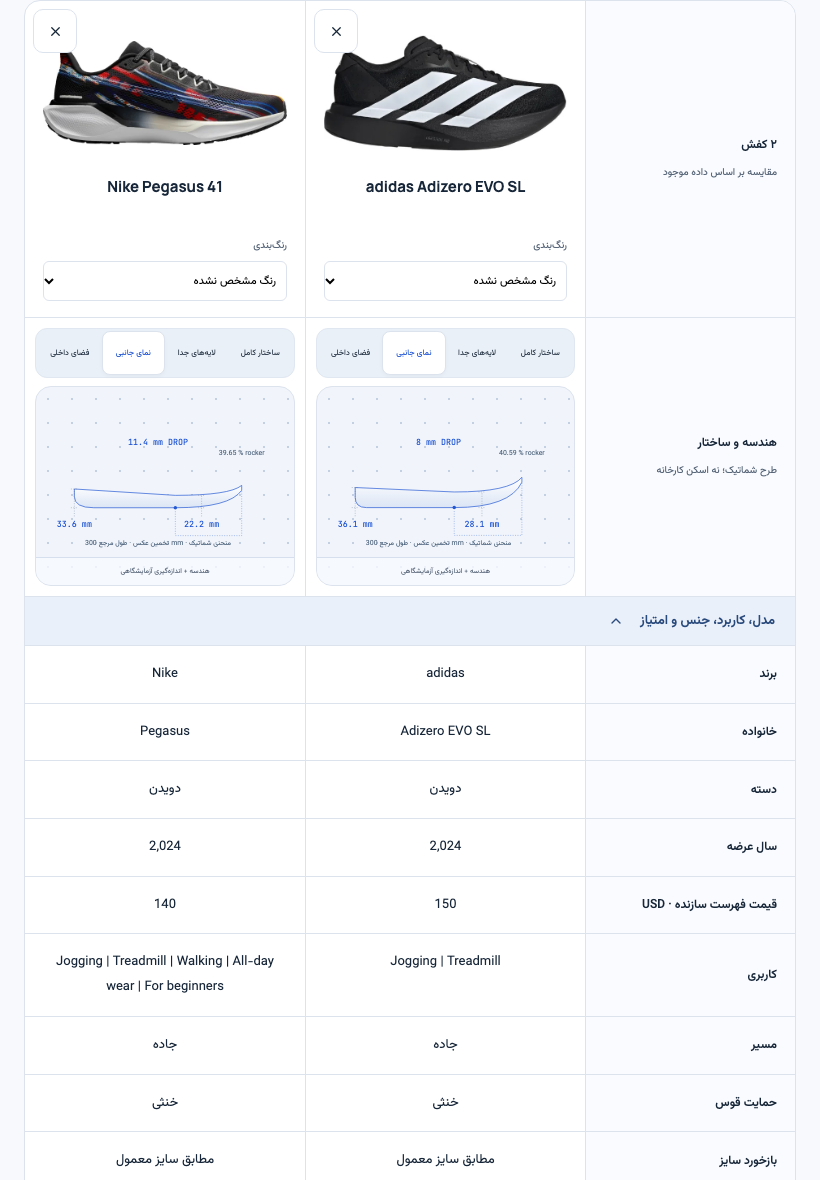 ۲ کفش
مقایسه بر اساس داده موجود
adidas Adizero EVO SL
رنگ‌بندی
رنگ مشخص نشده
Nike Pegasus 41
رنگ‌بندی
رنگ مشخص نشده
هندسه و ساختار
طرح شماتیک؛ نه اسکن کارخانه
ساختار کامل
لایه‌های جدا
نمای جانبی
فضای داخلی
8 mm DROP
40.59 % rocker
36.1 mm
28.1 mm
منحنی شماتیک · طول مرجع 300 mm تخمین عکس
هندسه + اندازه‌گیری آزمایشگاهی
ساختار کامل
لایه‌های جدا
نمای جانبی
فضای داخلی
11.4 mm DROP
39.65 % rocker
33.6 mm
22.2 mm
منحنی شماتیک · طول مرجع 300 mm تخمین عکس
هندسه + اندازه‌گیری آزمایشگاهی
مدل، کاربرد، جنس و امتیاز
برند
adidas
Nike
خانواده
Adizero EVO SL
Pegasus
دسته
دویدن
دویدن
سال عرضه
2,024
2,024
قیمت فهرست سازنده · USD
150
140
کاربری
Jogging | Treadmill
Jogging | Treadmill | Walking | All-day
wear | For beginners
مسیر
جاده
جاده
حمایت قوس
خنثی
خنثی
بازخورد سایز
مطابق سایز معمول
مطابق سایز معمول